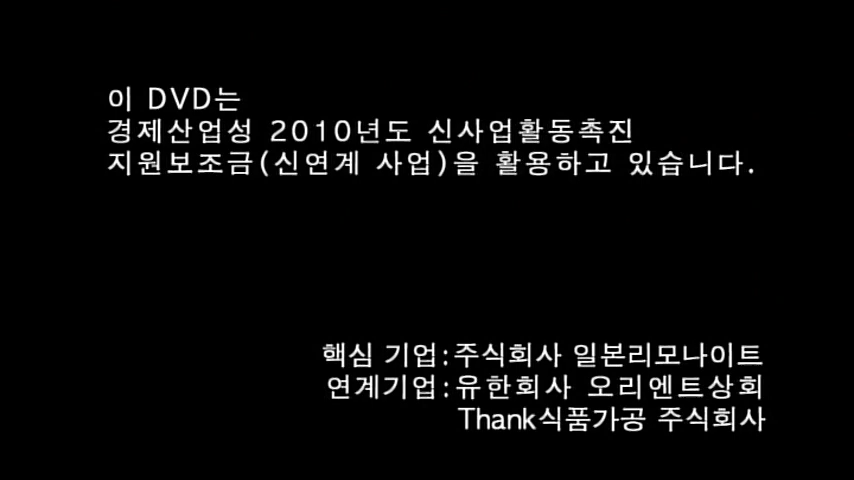 이 DVD는
경제산업성 2010년도 신사업활동촉진
지원보조금(신연계 사업)을 활용하고 있습니다.
핵심 기업:주식회사 일본리모나이트
연계기업:유한회사 오리엔트상회
Thank식품가공 주식회사